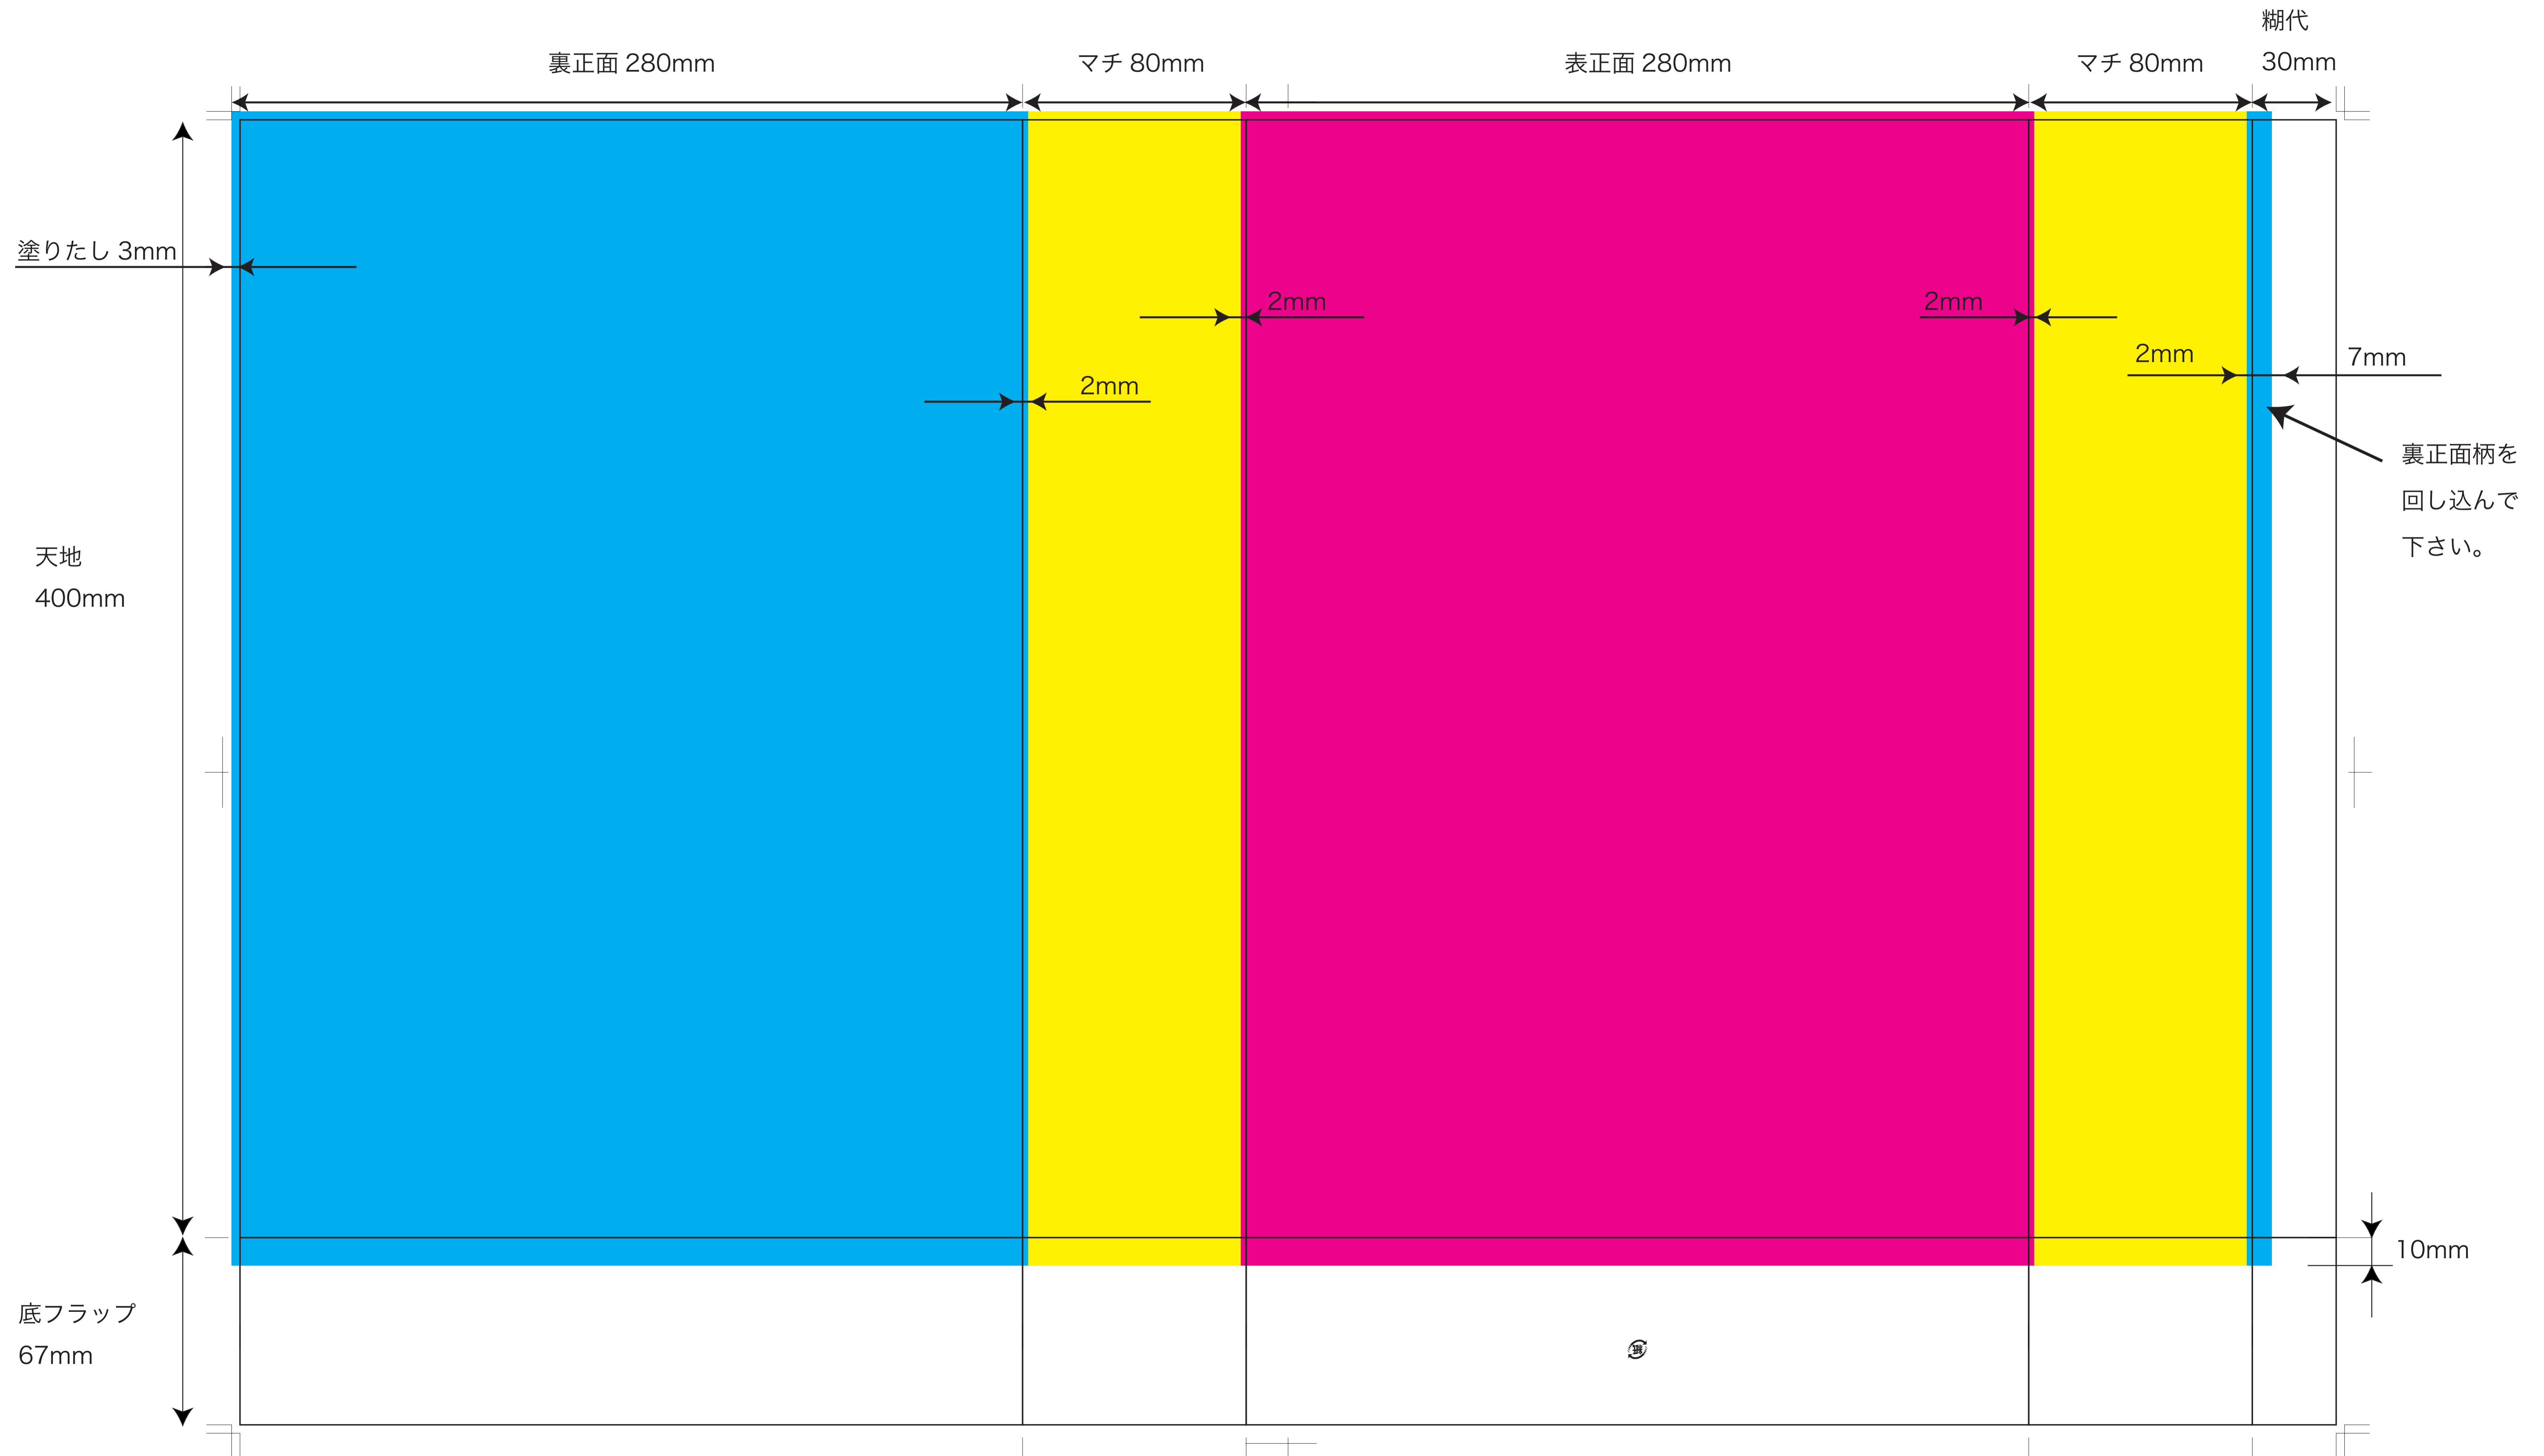 裏正面 280mm
マチ 80mm
表正面 280mm
マチ 80mm
糊代
30mm
塗りたし 3mm
2mm
2mm
2mm
7mm
2mm
裏正面柄を
回し込んで
下さい。
天地
400mm
10mm
底フラップ
67mm
紙